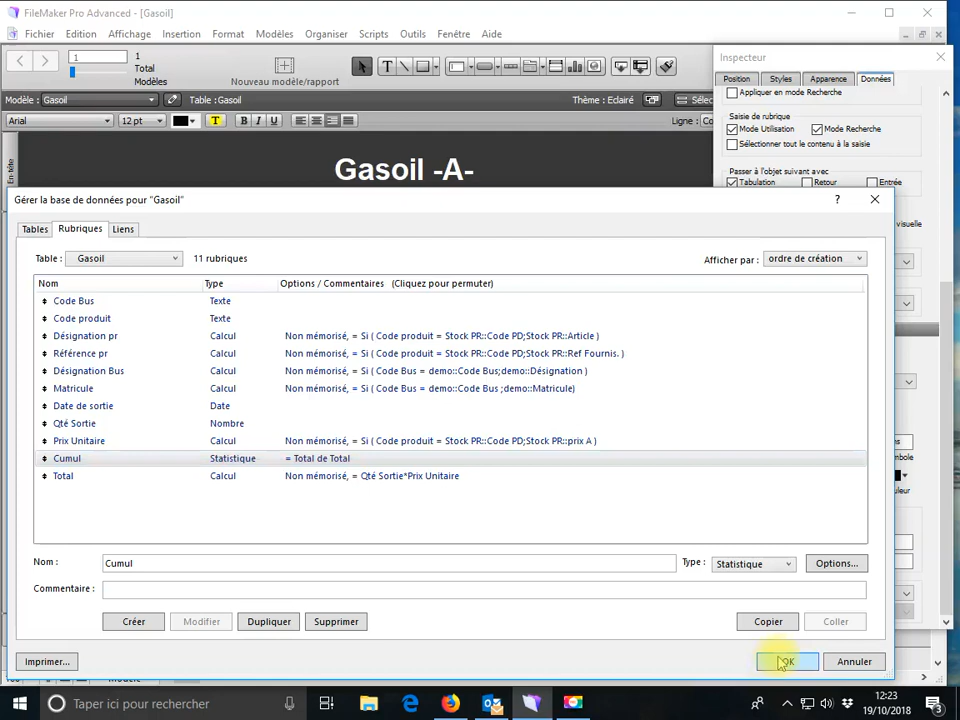 FileMaker Pro Advanced - [Gasoil]
Fichier Edition Affichage Insertion Format Modèles Organiser Scripts Outils Fenêtre Aide
1
1
Total
Modèles
Nouveau modèle/rapport
Modèle : Gasoil Table : Gasoil Thème : Eclairé Sélec
Arial 12 pt T B I U Ligne : Co
En-tête
Gasoil -A-
Inspecteur
Position Styles Apparence Données
Appliquer en mode Recherche
Saisie de rubrique
Mode Utilisation Mode Recherche
Sélectionner tout le contenu à la saisie
Passer à l'objet suivant avec
Tabulation Retour Entrée
visuelle
Gérer la base de données pour "Gasoil"
Tables Rubriques Liens
Table : Gasoil 11 rubriques Afficher par : ordre de création
Nom Type Options / Commentaires (Cliquez pour permuter)
Code Bus Texte
Code produit Texte
Désignation pr Calcul Non mémorisé, = Si ( Code produit = Stock PR::Code PD;Stock PR::Article )
Référence pr Calcul Non mémorisé, = Si ( Code produit = Stock PR::Code PD;Stock PR::Ref Fournis. )
Désignation Bus Calcul Non mémorisé, = Si ( Code Bus = demo::Code Bus;demo::Désignation )
Matricule Calcul Non mémorisé, = Si ( Code Bus = demo::Code Bus ;demo::Matricule)
Date de sortie Date
Qté Sortie Nombre
Prix Unitaire Calcul Non mémorisé, = Si ( Code produit = Stock PR::Code PD;Stock PR::prix A )
Cumul Statistique = Total de Total
Total Calcul Non mémorisé, = Qté Sortie*Prix Unitaire
Nom : Cumul Type : Statistique Options...
Commentaire :
Créer Modifier Dupliquer Supprimer Copier Coller
Imprimer... OK Annuler
Taper ici pour rechercher
12:23
19/10/2018
3